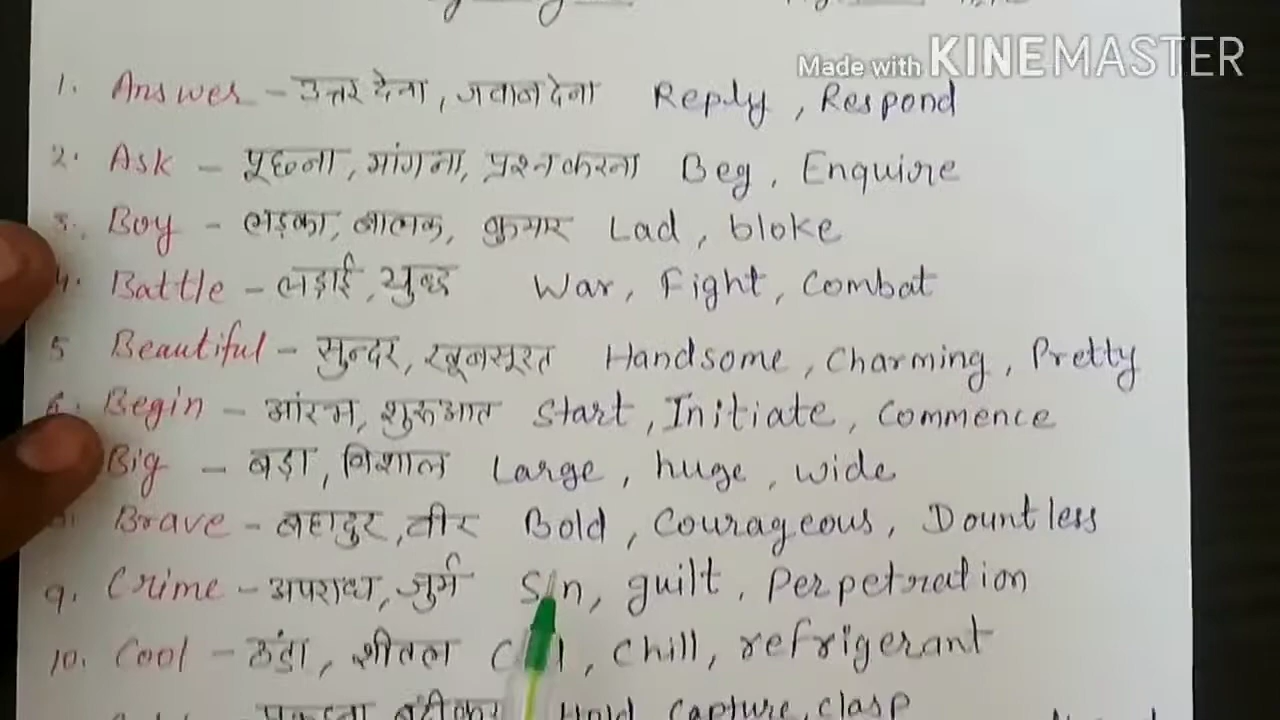 Made with KINEMASTER
1. Answer - उत्तर देना, जवाब देना Reply, Respond
2. Ask - पूछना, मांगना, प्रश्न करना Beg, Enquire
3. Boy - लड़का, बालक, कुमार Lad, bloke
4. Battle - लड़ाई, युध्द War, Fight, Combat
5 Beautiful - सुन्दर, खूबसूरत Handsome, Charming, Pretty
6. Begin - आंरम्भ, शुरूआत Start, Initiate, Commence
Big - बड़ा, विशाल Large, huge, wide
Brave - बहादुर, वीर Bold, Courageous, Dountless
9. Crime - अपराध, जुर्म Sin, guilt, Perpetration
10. Cool - ठंडा, शीतल, Chill, refrigerant
Hold Capture, clasp